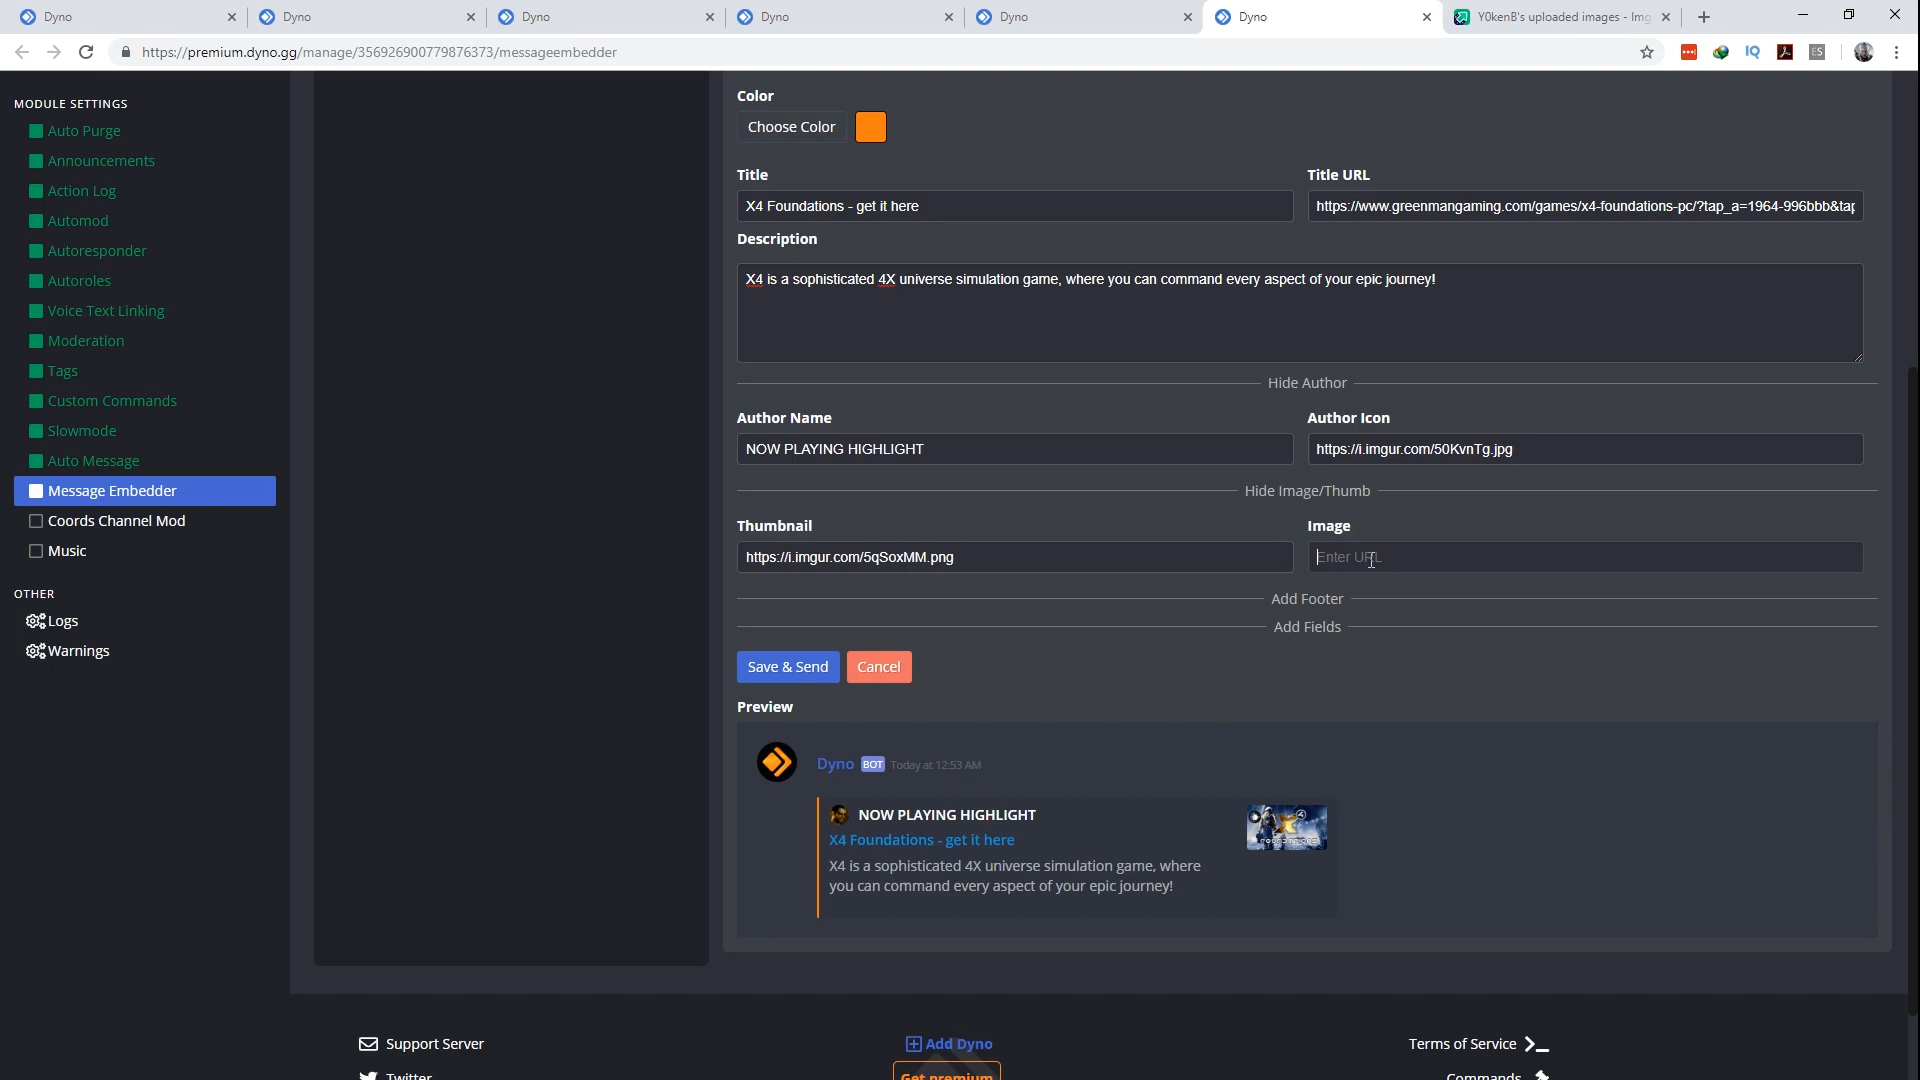 Dyno
Dyno
Dyno
Dyno
Dyno
Dyno
Y0kenB's uploaded images - Img
https://premium.dyno.gg/manage/356926900779876373/messageembedder
IQ
ES
MODULE SETTINGS
Auto Purge
Announcements
Action Log
Automod
Autoresponder
Autoroles
Voice Text Linking
Moderation
Tags
Custom Commands
Slowmode
Auto Message
Message Embedder
Coords Channel Mod
Music
OTHER
Logs
Warnings
Color
Choose Color
Title
Title URL
X4 Foundations - get it here
https://www.greenmangaming.com/games/x4-foundations-pc/?tap_a=1964-996bbb&tap
Description
X4 is a sophisticated 4X universe simulation game, where you can command every aspect of your epic journey!
Hide Author
Author Name
Author Icon
NOW PLAYING HIGHLIGHT
https://i.imgur.com/50KvnTg.jpg
Hide Image/Thumb
Thumbnail
Image
https://i.imgur.com/5qSoxMM.png
Enter URL
Add Footer
Add Fields
Save & Send
Cancel
Preview
Dyno BOT Today at 12:53 AM
NOW PLAYING HIGHLIGHT
X4 Foundations - get it here
X4 is a sophisticated 4X universe simulation game, where
you can command every aspect of your epic journey!
Support Server
Add Dyno
Terms of Service
Twitter
Get premium
Commands